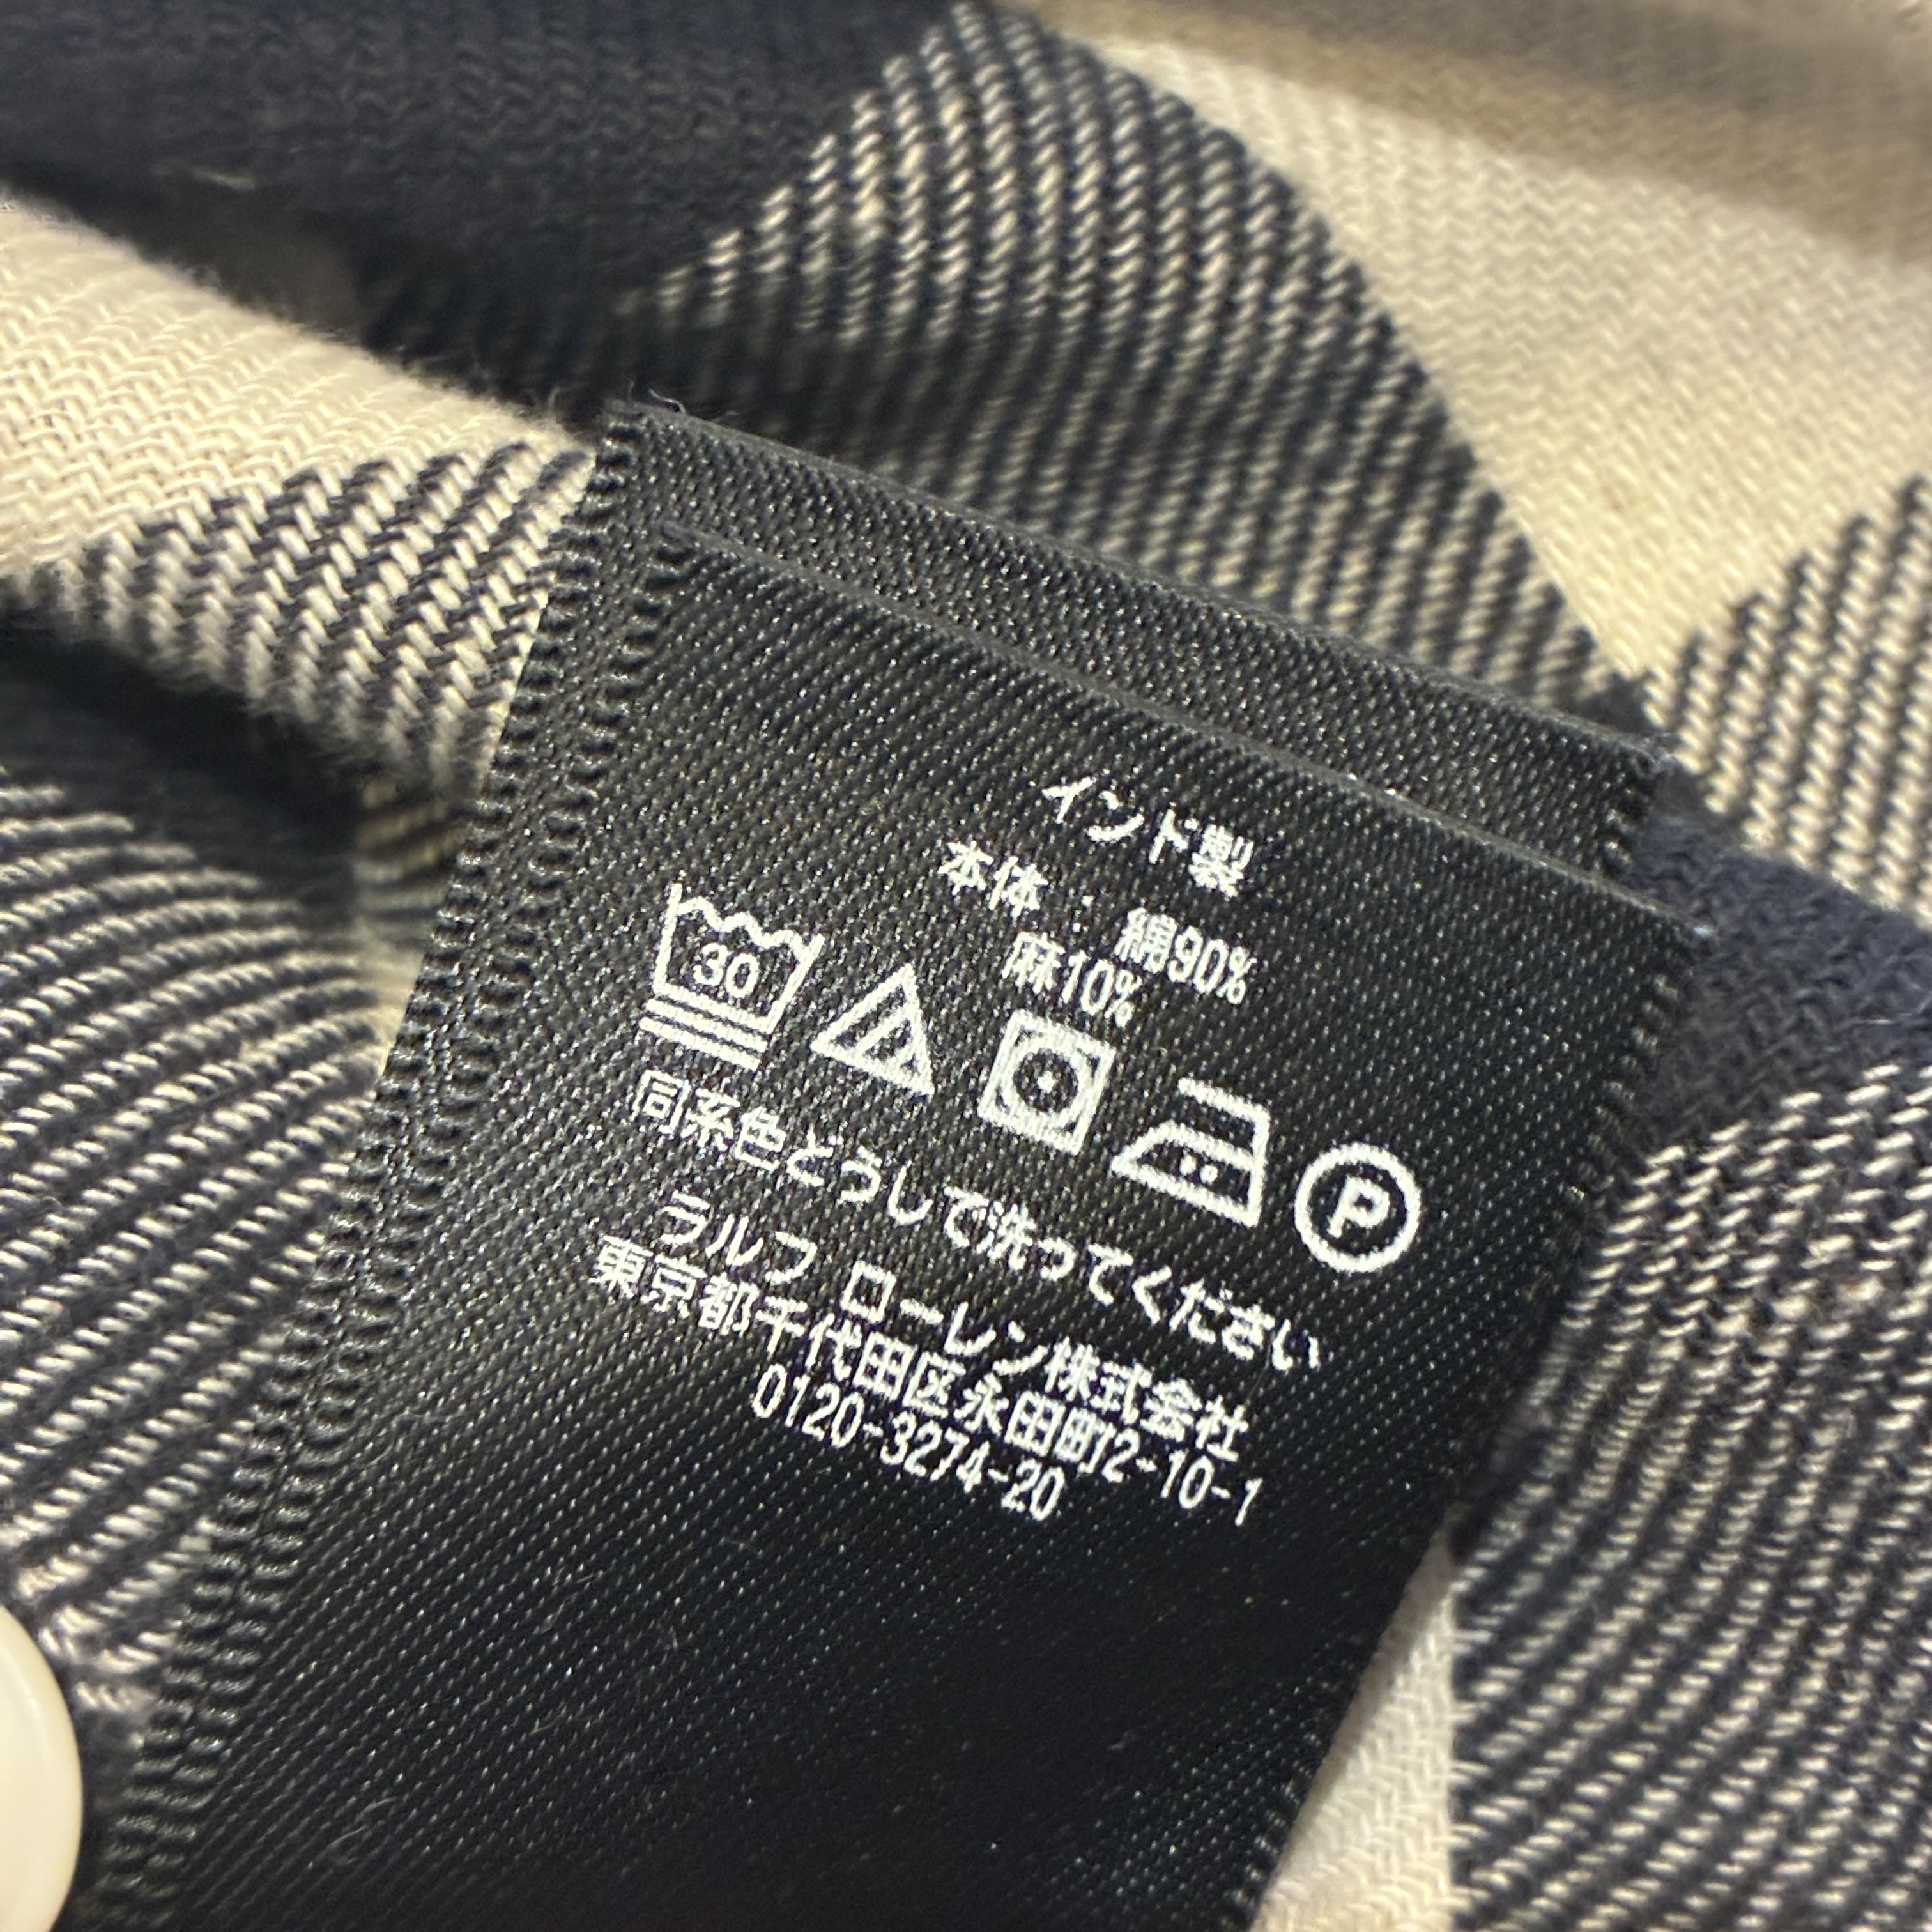 インド製
本体 : 綿90%
麻10%
30
P
同系色どうしで洗ってください
ラルフ ローレン株式会社
東京都千代田区永田町2-10-1
0120-3274-20